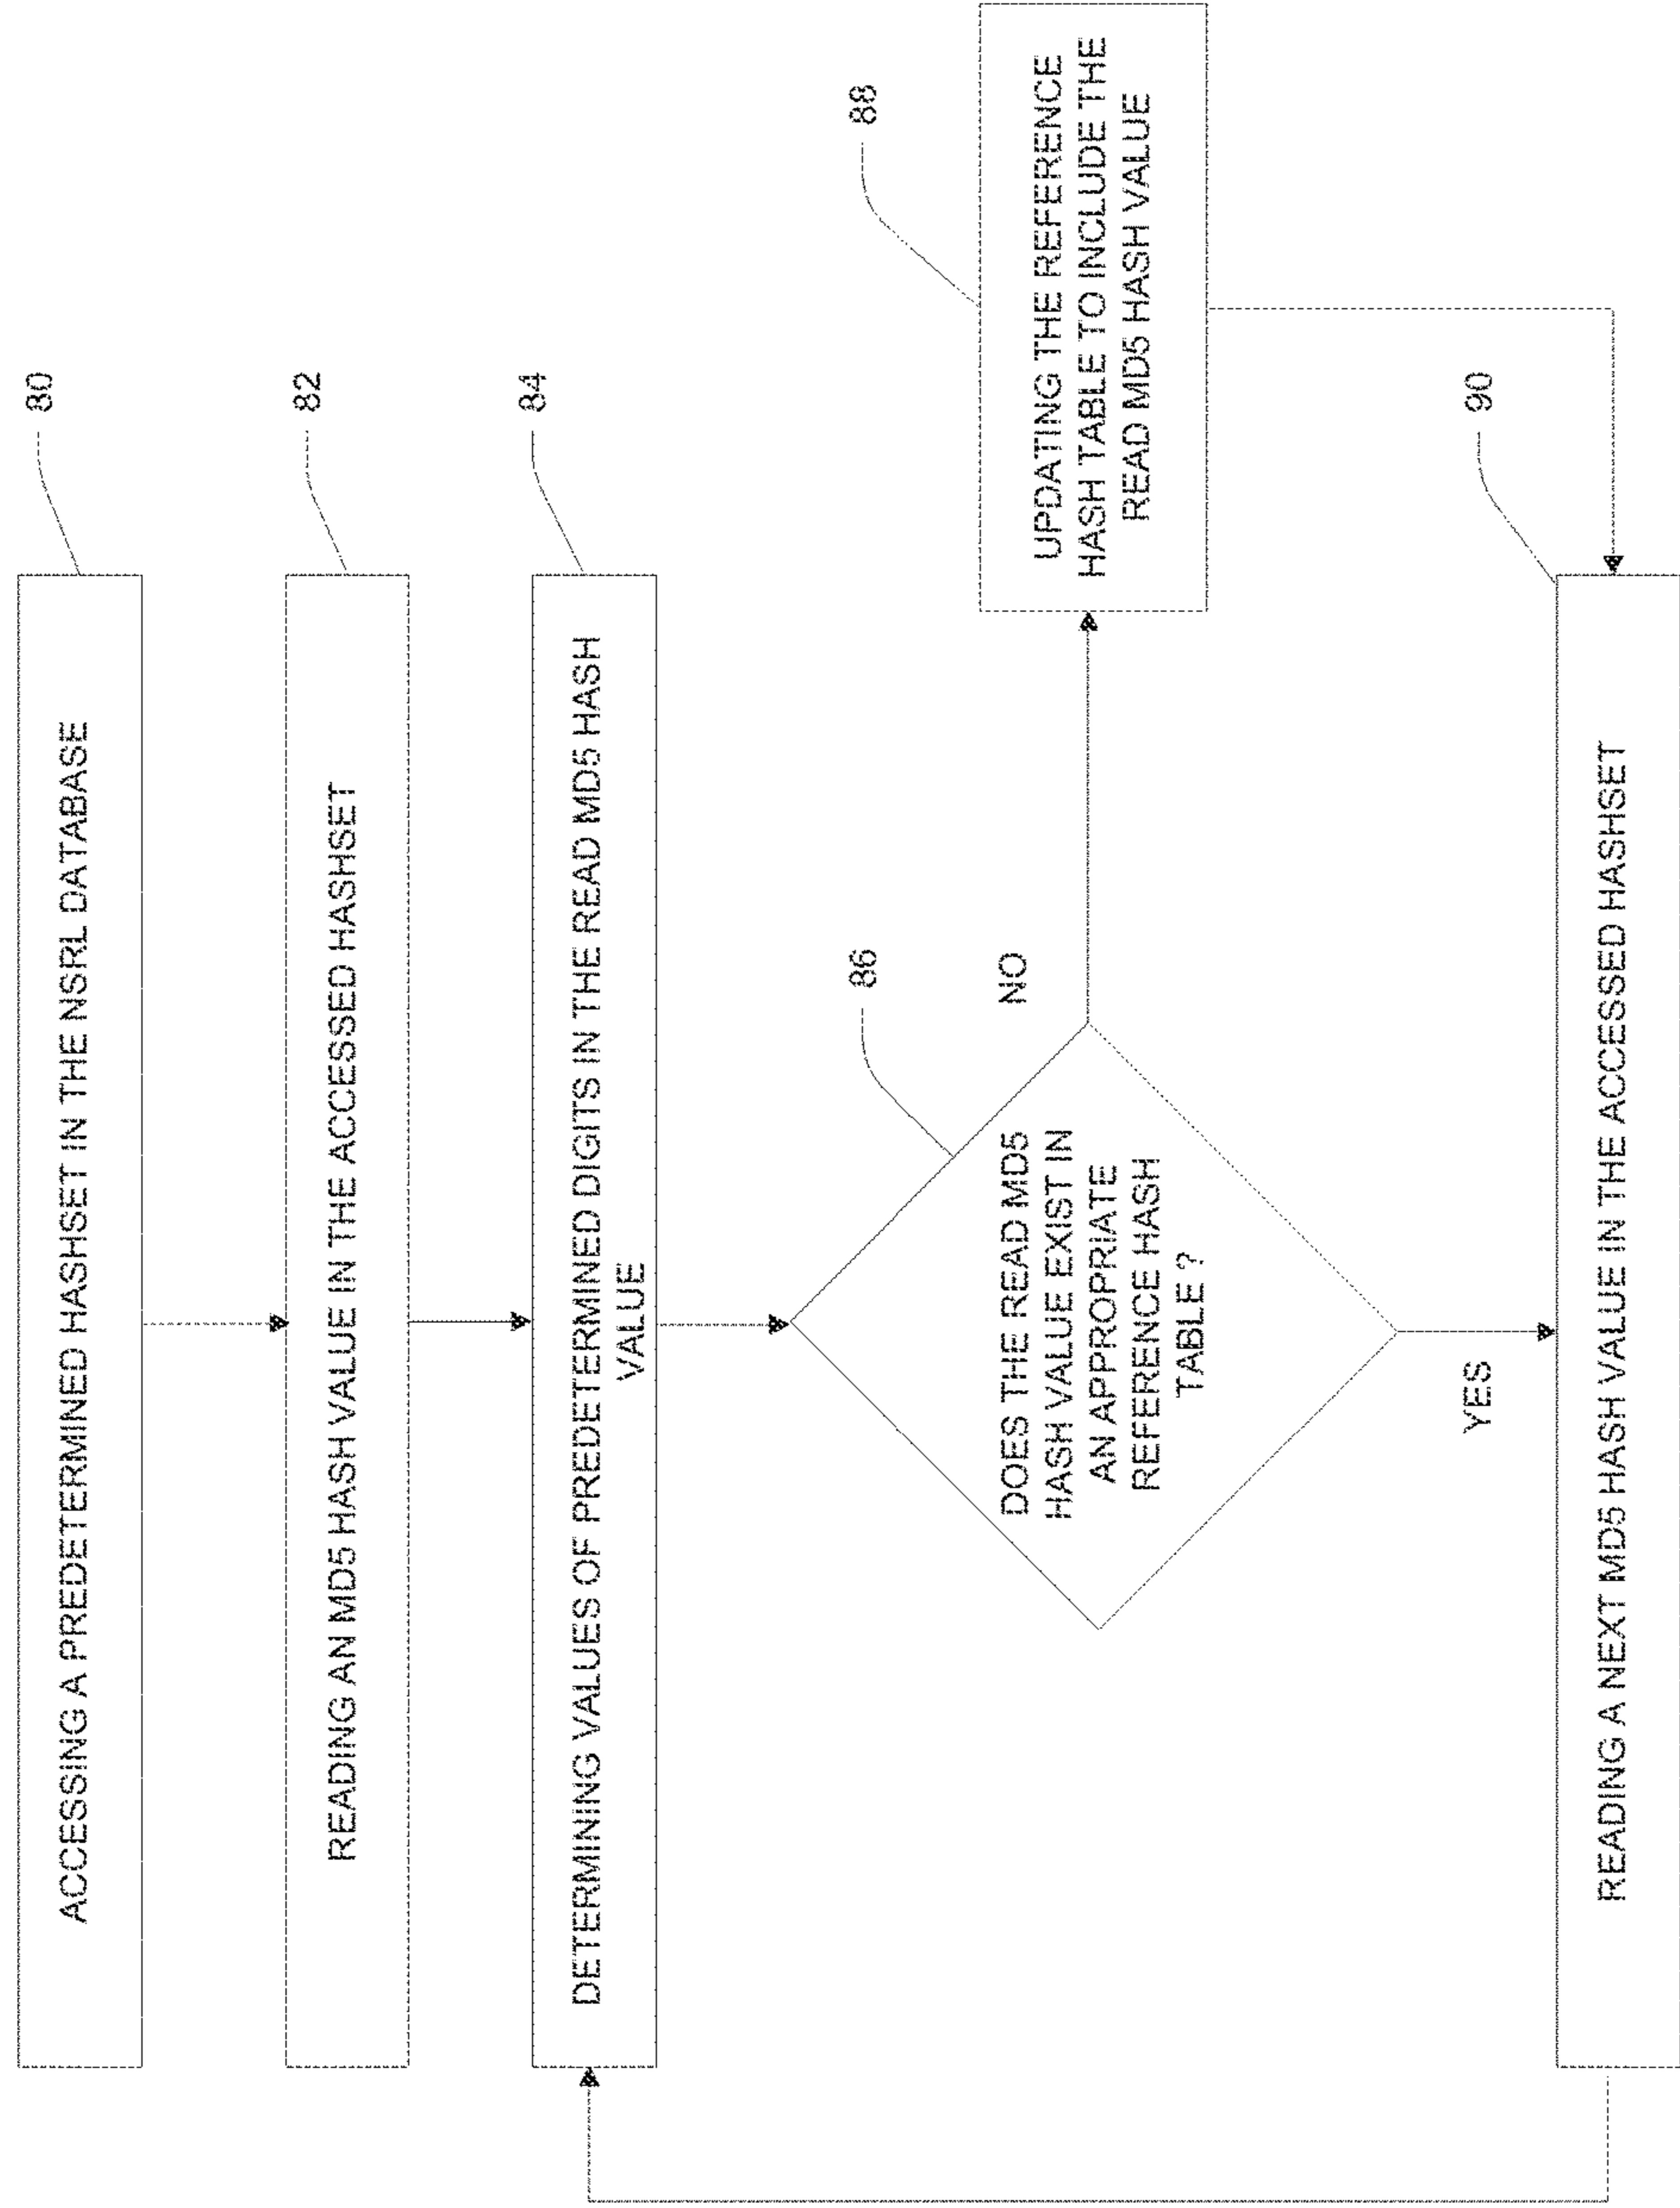 80
ACCESSING A PREDETERMINED HASHSET IN THE NSRL DATABASE
82
READING AN MD5 HASH VALUE IN THE ACCESSED HASHSET
84
DETERMINING VALUES OF PREDETERMINED DIGITS IN THE READ MD5 HASH
VALUE
86
DOES THE READ MD5
HASH VALUE EXIST IN
AN APPROPRIATE
REFERENCE HASH
TABLE ?
NO
88
UPDATING THE REFERENCE
HASH TABLE TO INCLUDE THE
READ MD5 HASH VALUE
YES
90
READING A NEXT MD5 HASH VALUE IN THE ACCESSED HASHSET